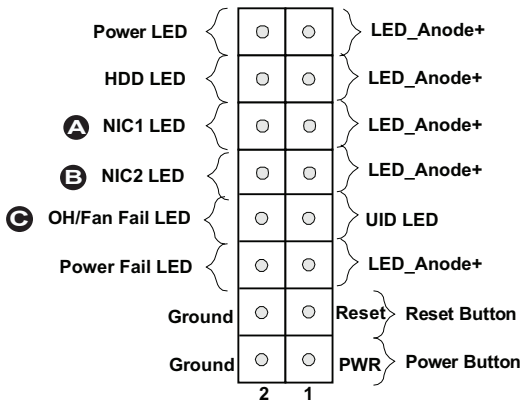 Power LED LED_Anode+
HDD LED LED_Anode+
A NIC1 LED LED_Anode+
B NIC2 LED LED_Anode+
C OH/Fan Fail LED UID LED
Power Fail LED LED_Anode+
Ground Reset Reset Button
Ground PWR Power Button
2 1